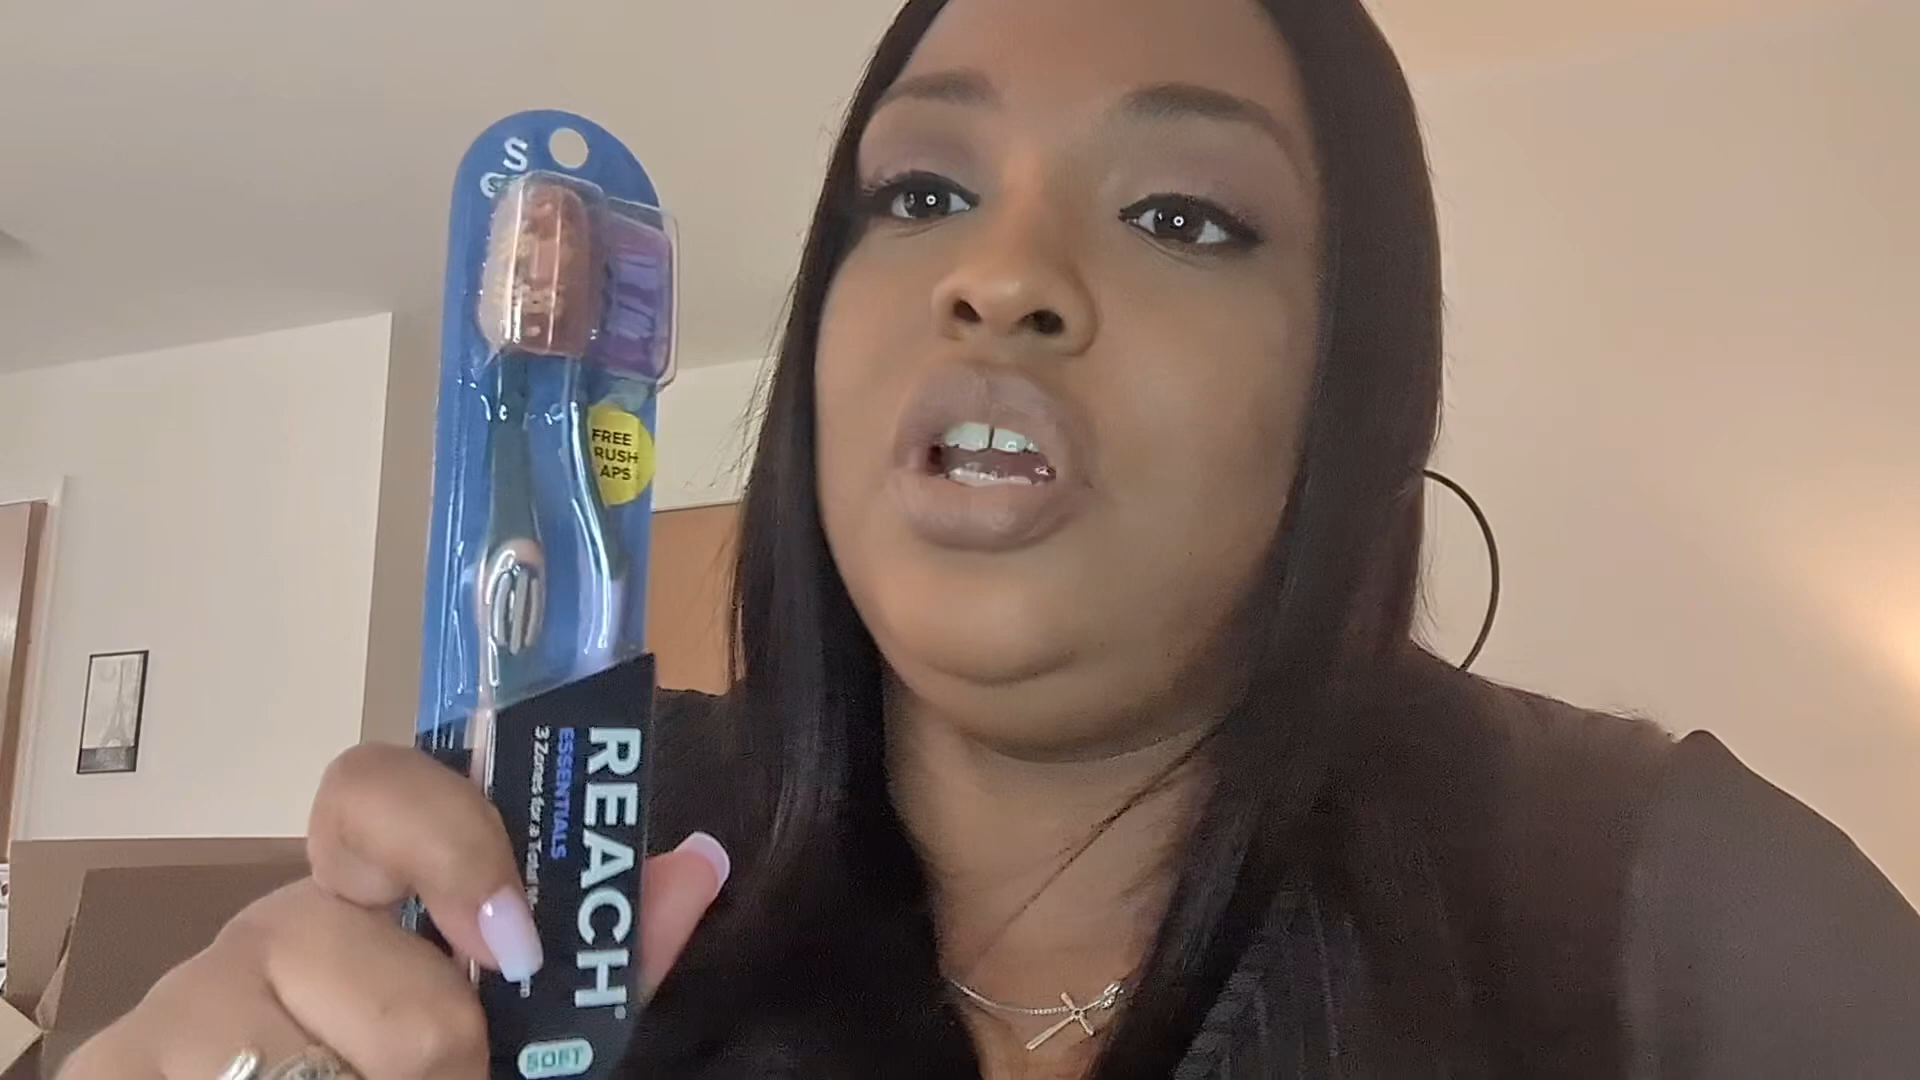 FREE
RUSH
APS
REACH®
ESSENTIALS
3 Zones for a Total
SOFT